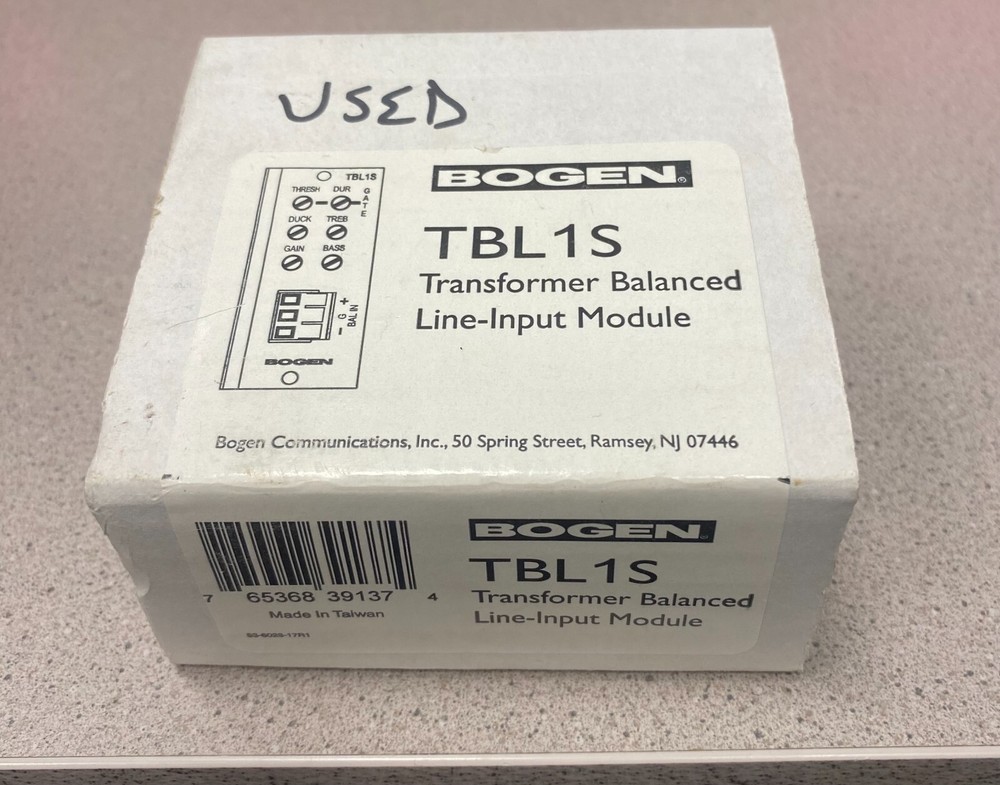 USED
TBL1S
THRESH DUR
GATE
DUCK TREB
GAIN BASS
- G +
BAL IN
BOGEN
BOGEN®
TBL1S
Transformer Balanced
Line-Input Module
Bogen Communications, Inc., 50 Spring Street, Ramsey, NJ 07446
7 65368 39137 4
Made In Taiwan
BOGEN®
TBL1S
Transformer Balanced
Line-Input Module